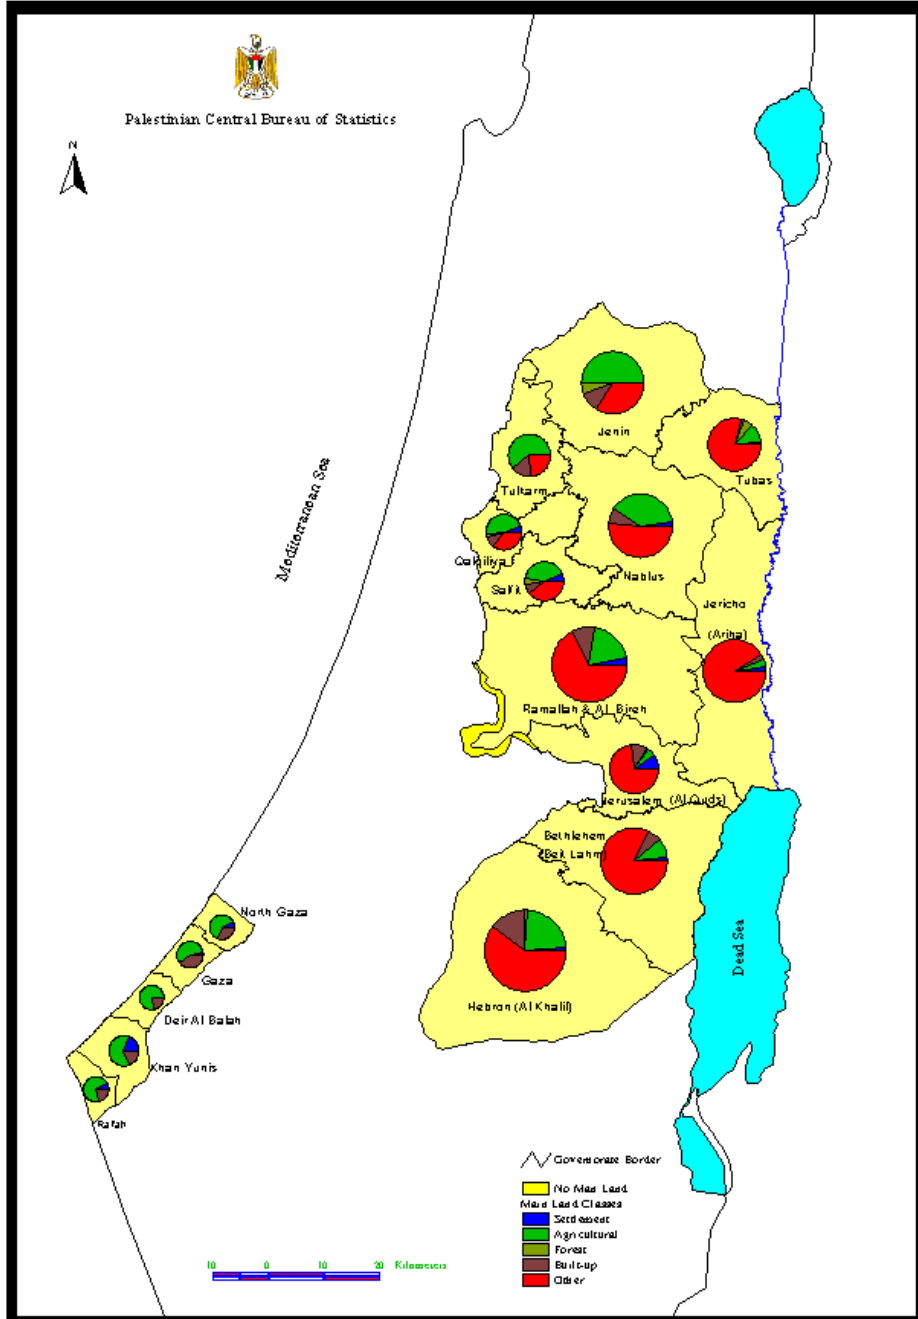 Palestinian Central Bureau of Statistics
N
Mediterranean Sea
Jenin
Tubas
Tulkarm
Qalqiliya
Nablus
Salfit
Jericho
(Ariha)
Ramallah & Al Bireh
Jerusalem (Al Quds)
Bethlehem
(Beit Lahm)
North Gaza
Gaza
Dead Sea
Hebron (Al Khalil)
Deir Al Balah
Khan Yunis
Rafah
Governorate Border
No Man Land
Main Land Classes
Settlement
Agricultural
Forest
Built-up
Other
10 0 10 20 Kilometers